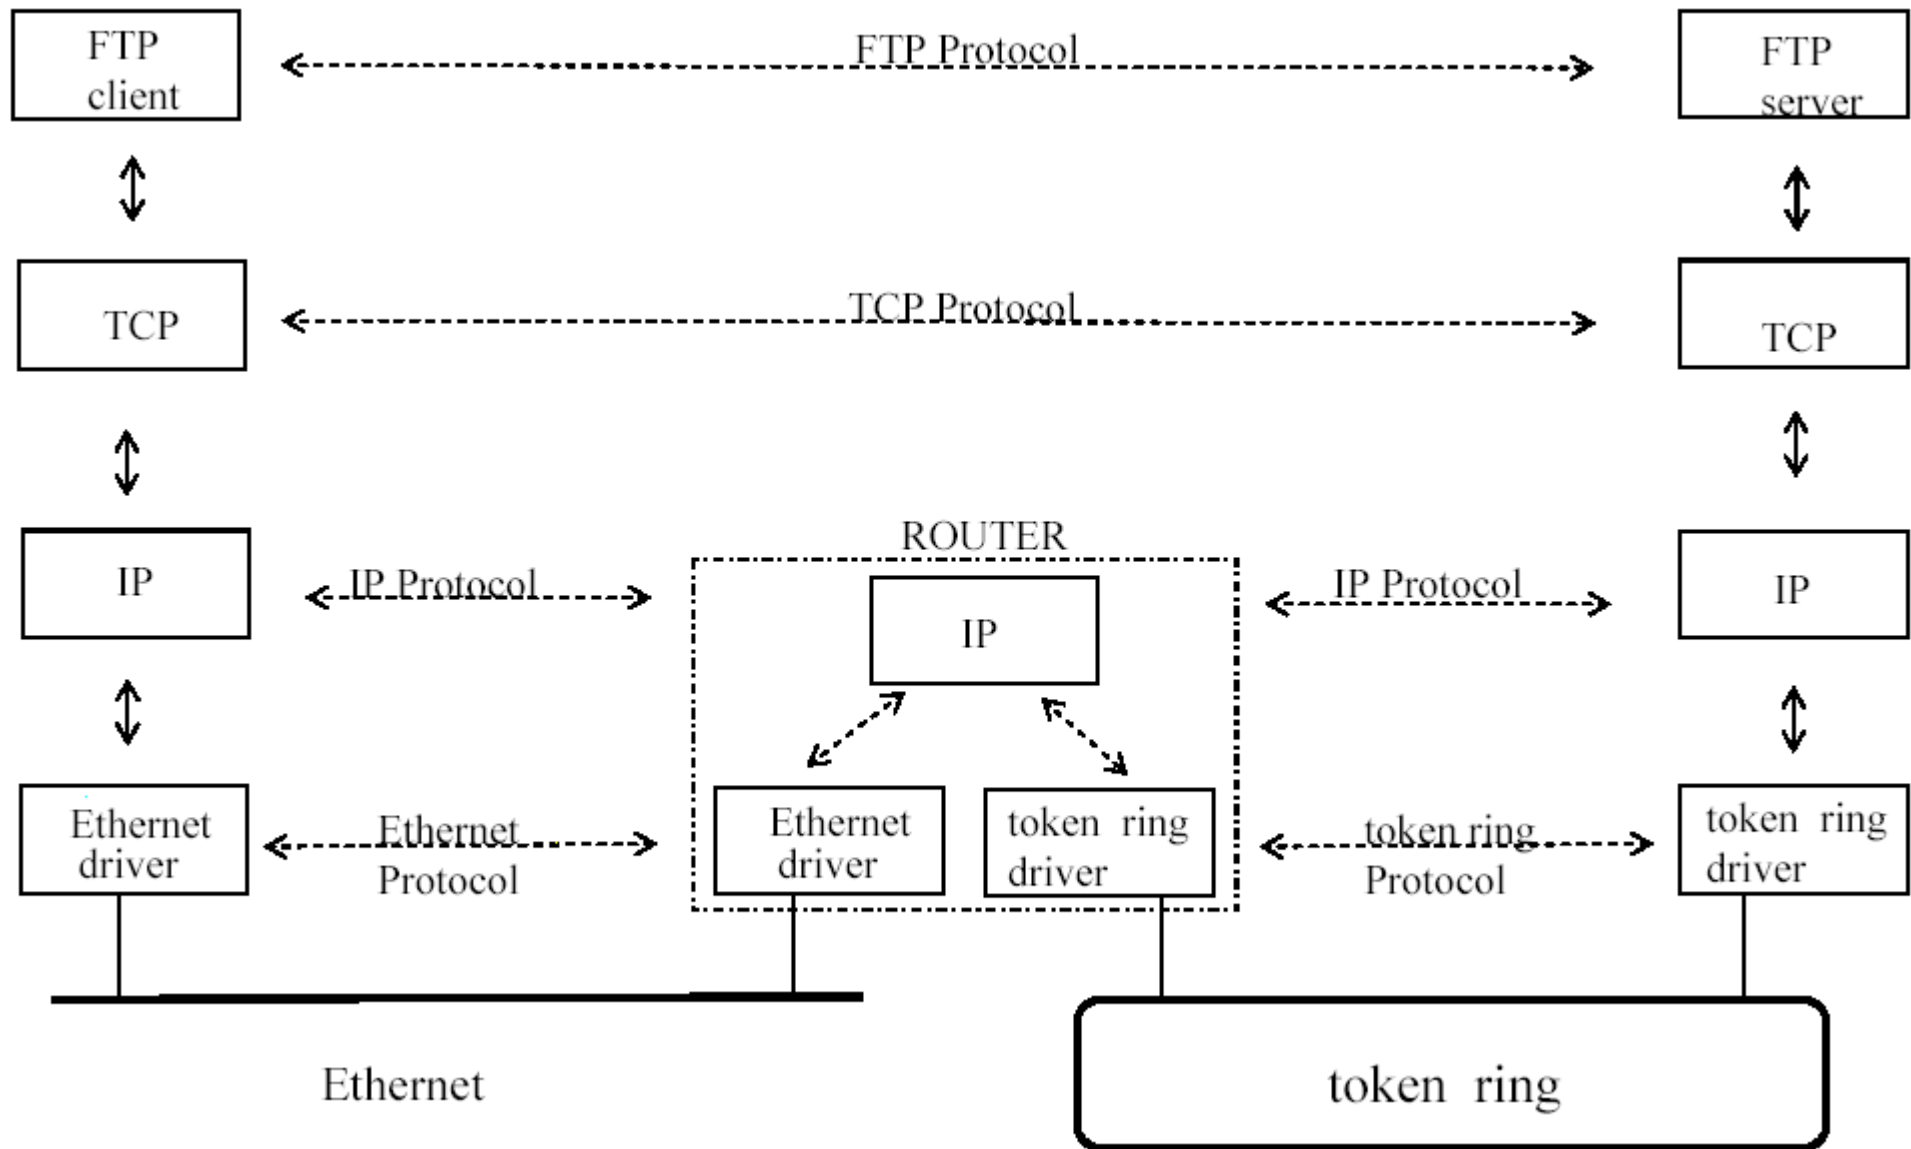 FTP
client
FTP Protocol
FTP
server
TCP
TCP Protocol
TCP
IP
IP Protocol
ROUTER
IP
IP Protocol
IP
Ethernet
driver
Ethernet
Protocol
Ethernet
driver
token ring
driver
token ring
Protocol
token ring
driver
Ethernet
token ring